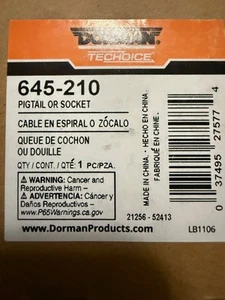 DORMAN
TECHOICE
645-210
PIGTAIL OR SOCKET
CABLE EN ESPIRAL O ZÓCALO
QUEUE DE COCHON
OU DOUILLE
QTY / CONT. / QTÉ: 1 PC/PZA.
⚠ WARNING: Cancer and
Reproductive Harm –
⚠ ADVERTENCIA: Cáncer y
Daños Reproductivos –
www.P65Warnings.ca.gov
MADE IN CHINA. - HECHO EN CHINA.
FABRIQUÉ EN CHINE.
21256 - 52413
0 37495 27577 4
www.DormanProducts.com
LB1106